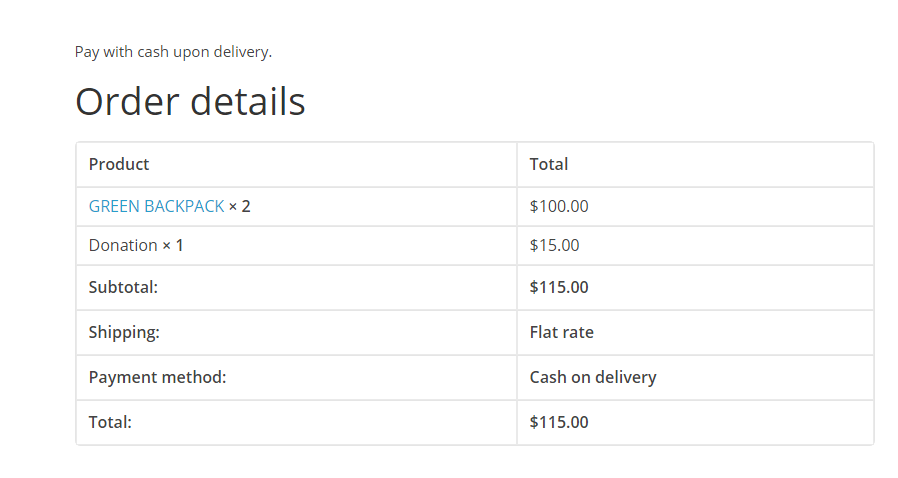 Pay with cash upon delivery.
Order details
Product Total
GREEN BACKPACK × 2 $100.00
Donation × 1 $15.00
Subtotal: $115.00
Shipping: Flat rate
Payment method: Cash on delivery
Total: $115.00